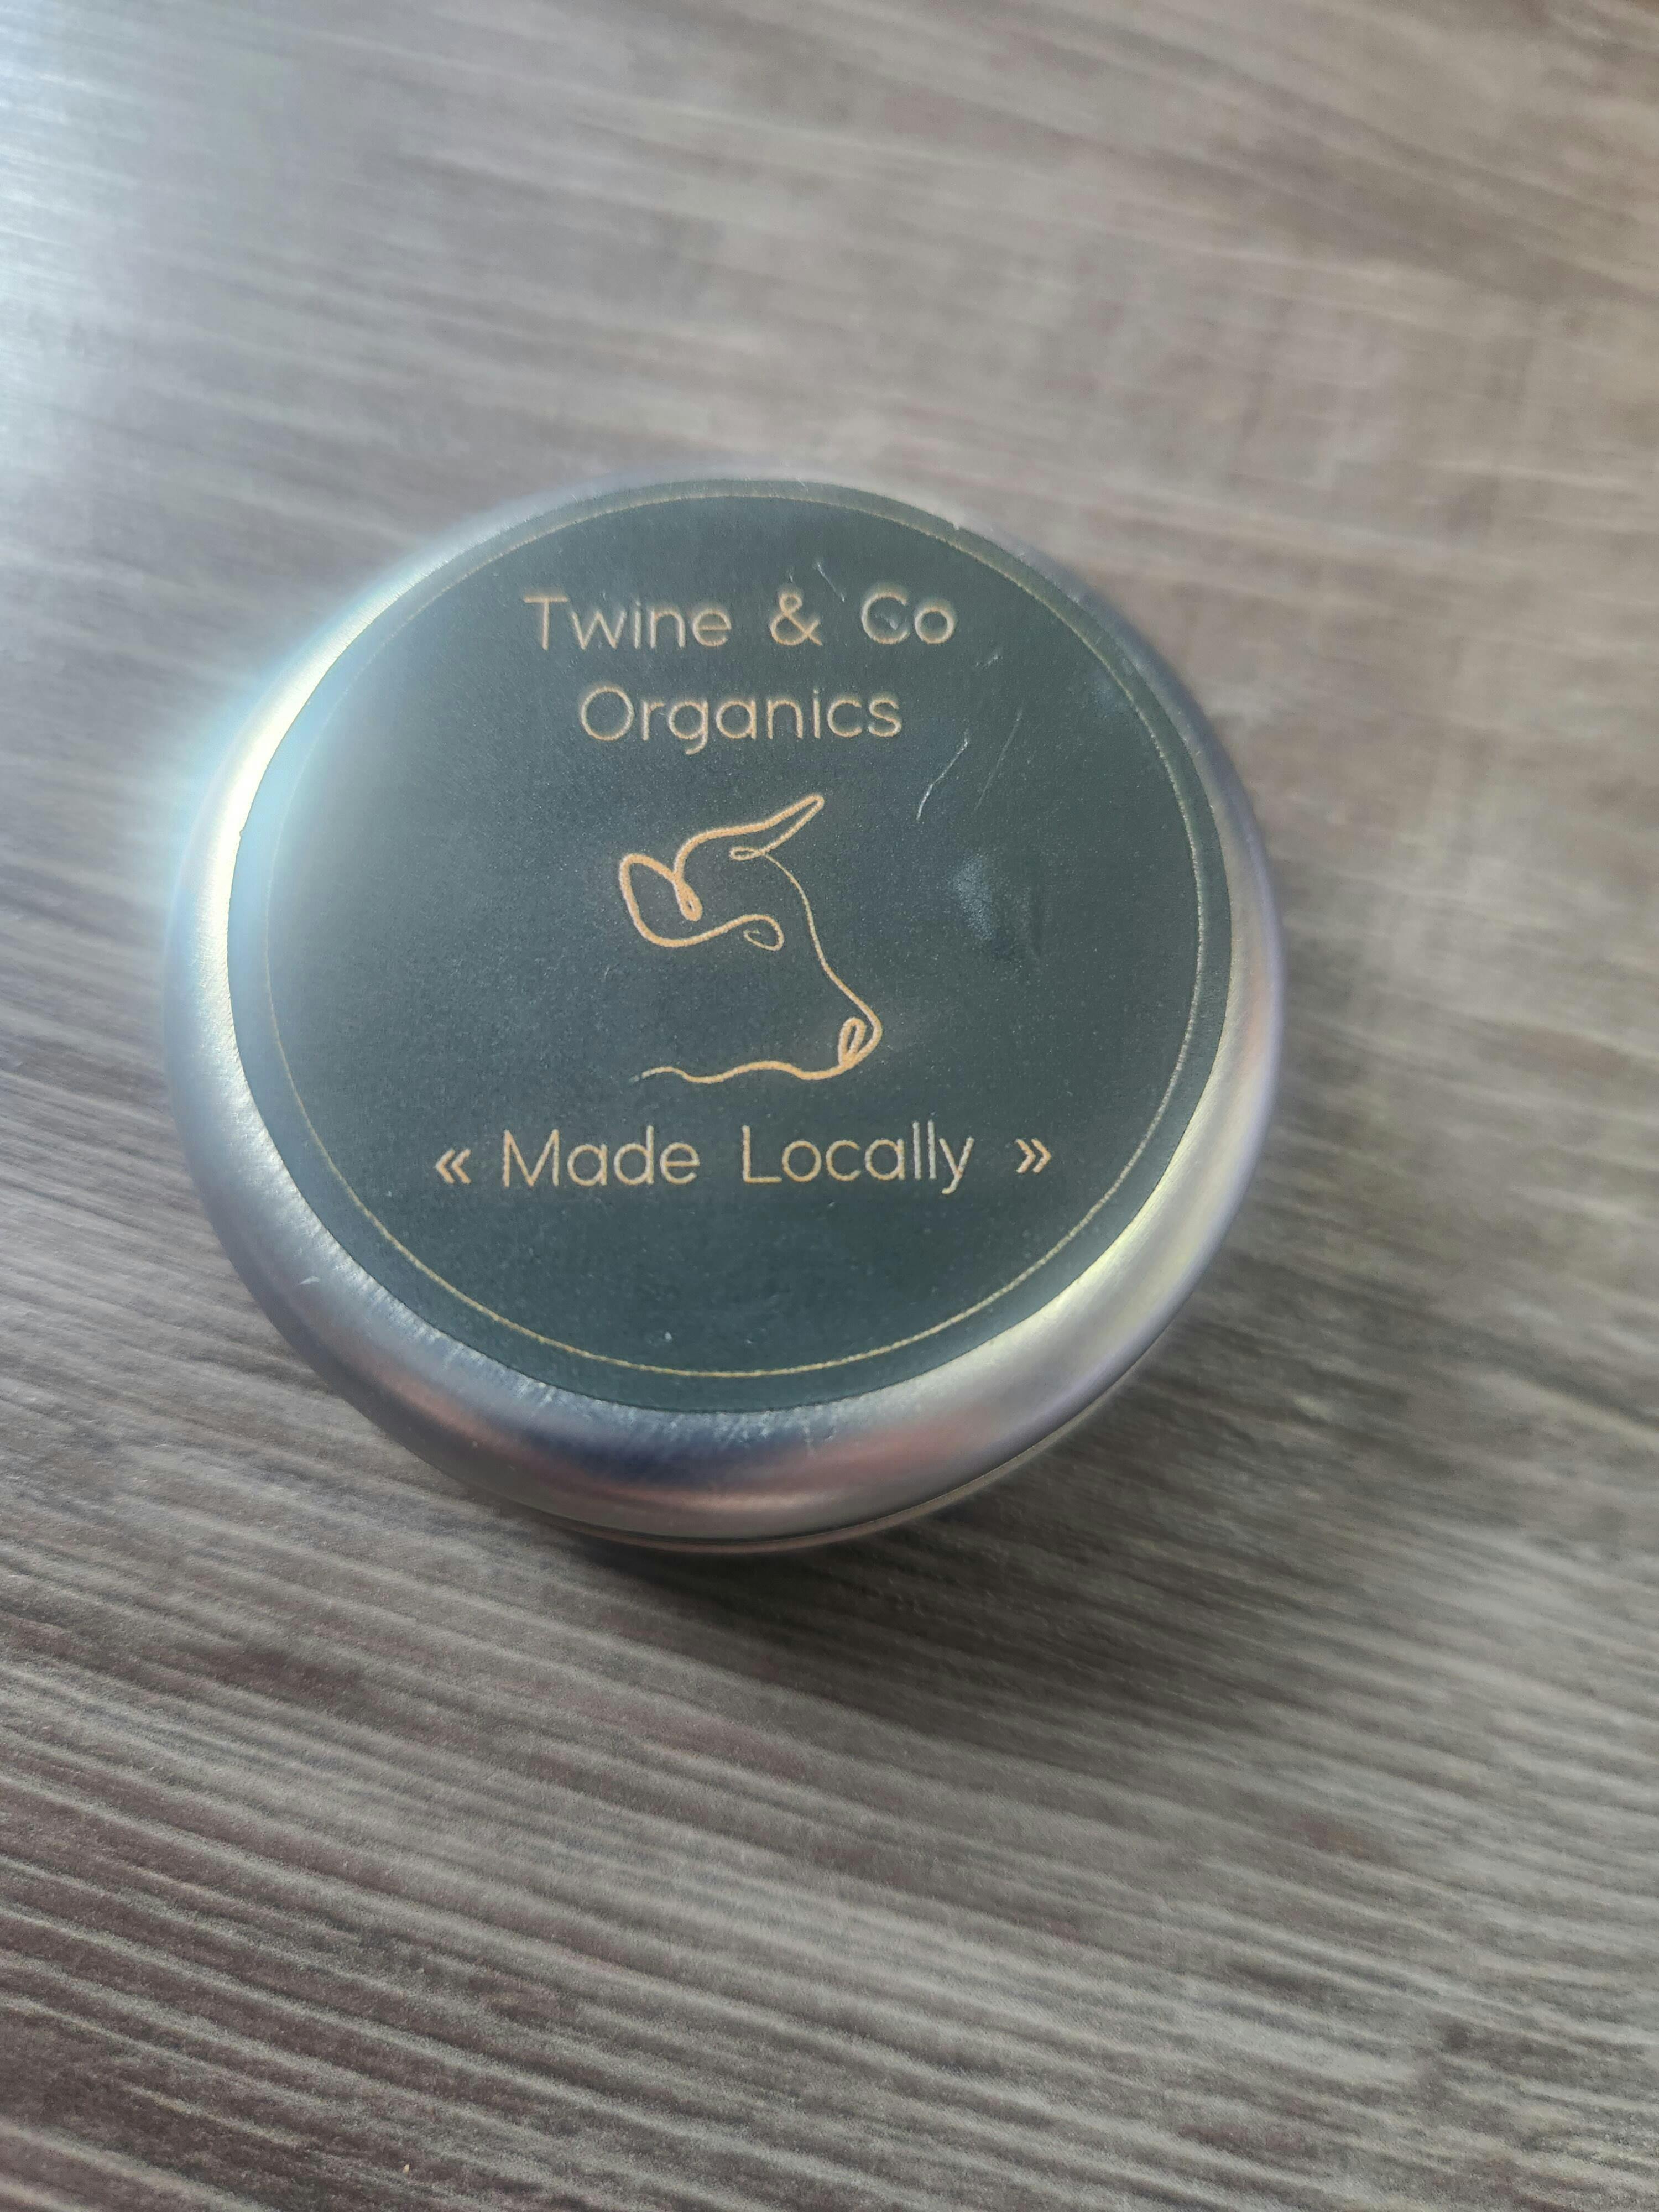 Twine & Co
Organics
« Made Locally »